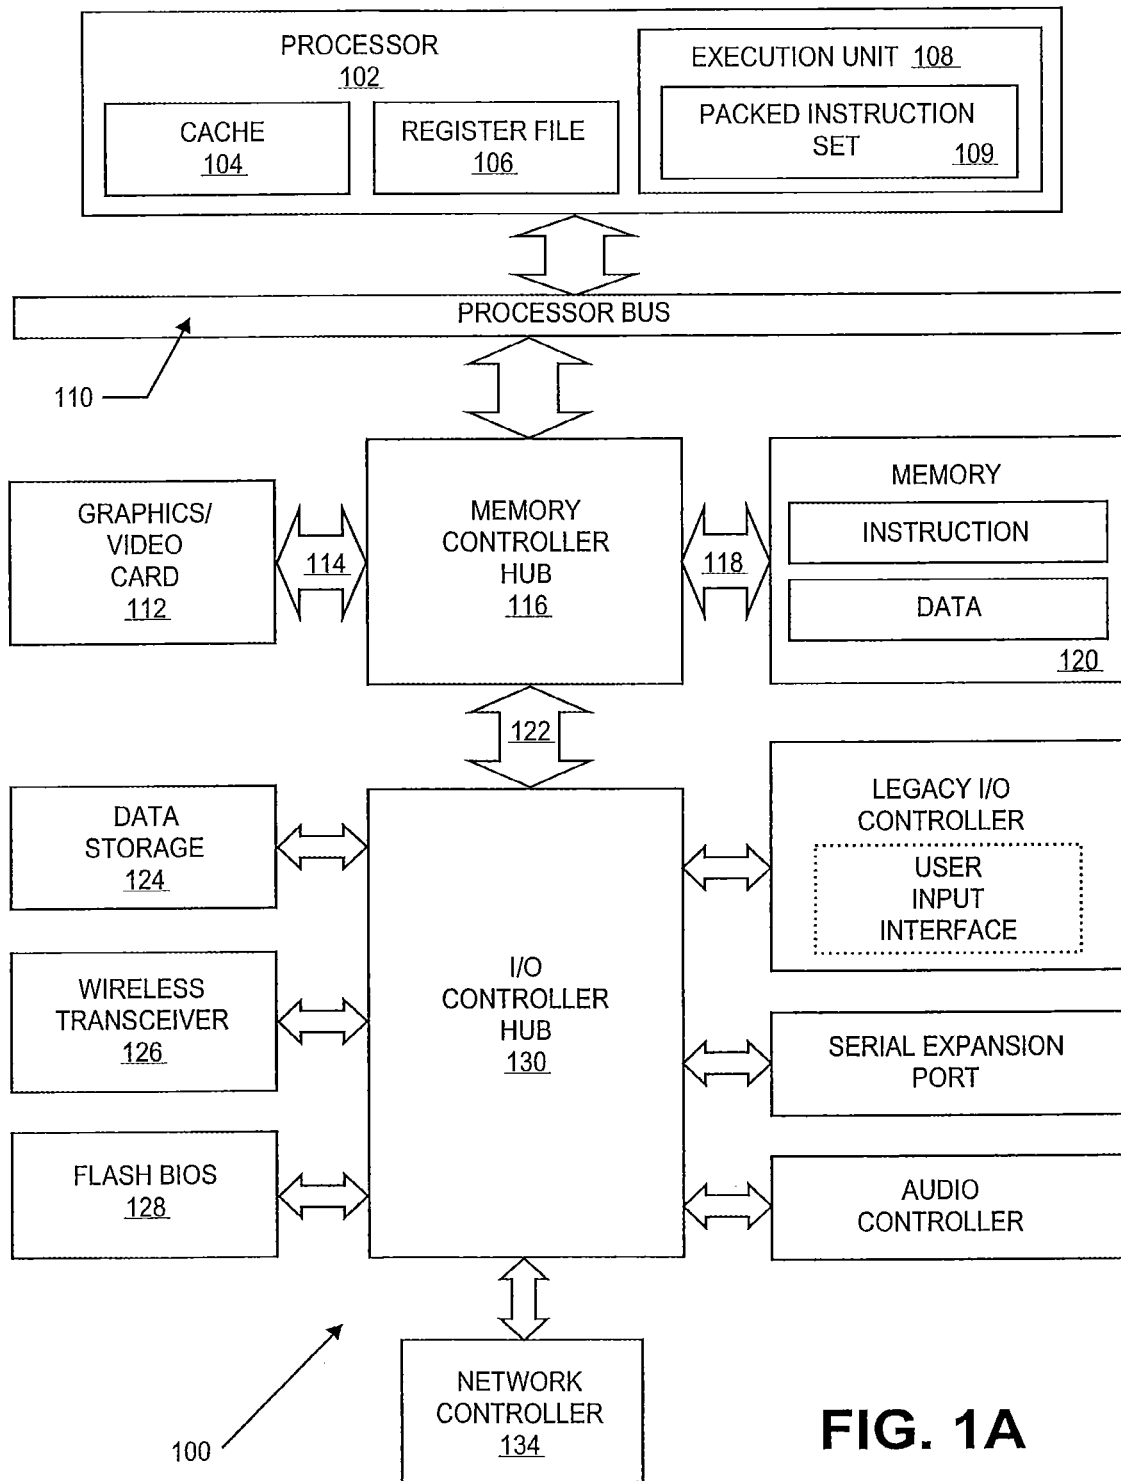 PROCESSOR
102
CACHE
104
REGISTER FILE
106
EXECUTION UNIT 108
PACKED INSTRUCTION
SET
109
PROCESSOR BUS
110
GRAPHICS/
VIDEO
CARD
112
114
MEMORY
CONTROLLER
HUB
116
118
MEMORY
INSTRUCTION
DATA
120
122
DATA
STORAGE
124
WIRELESS
TRANSCEIVER
126
FLASH BIOS
128
I/O
CONTROLLER
HUB
130
LEGACY I/O
CONTROLLER
USER
INPUT
INTERFACE
SERIAL EXPANSION
PORT
AUDIO
CONTROLLER
NETWORK
CONTROLLER
134
100
FIG. 1A